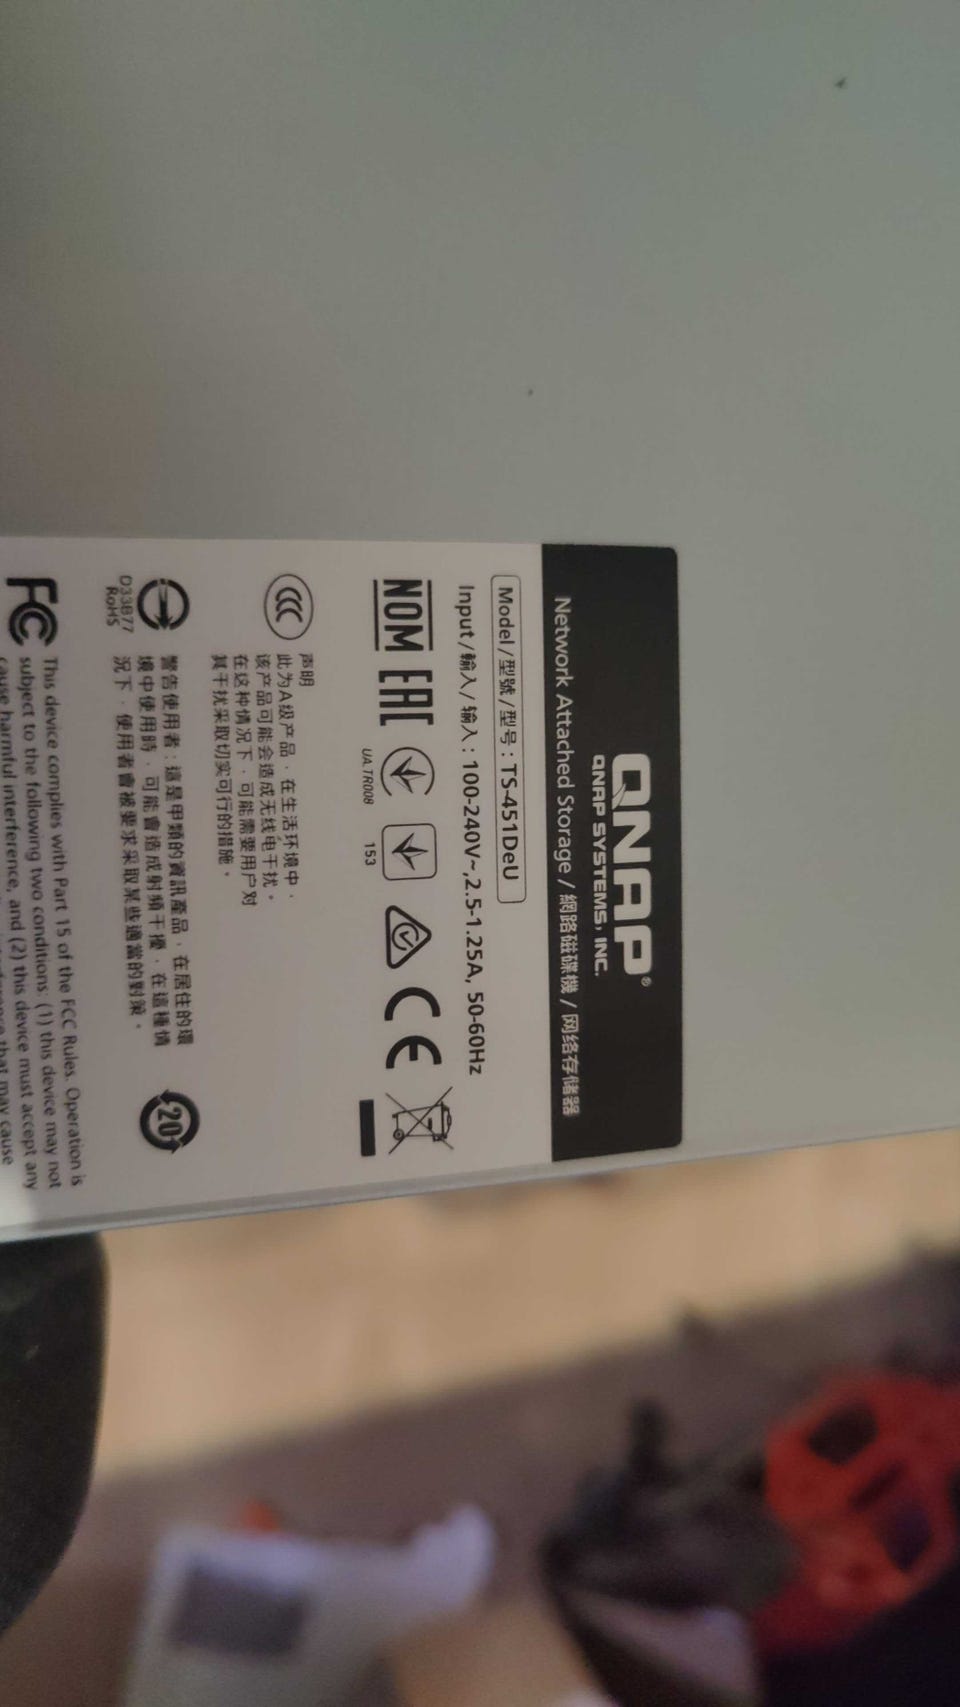 QNAP®
QNAP SYSTEMS, INC.
Network Attached Storage / 網路磁碟機 / 网络存储器
Model / 型號 / 型号 : TS-451DeU
Input / 輸入 / 输入 : 100-240V~,2.5-1.25A, 50-60Hz
NOM EAC CE
UA.TR008 153
声明
此为A级产品，在生活环境中，
该产品可能会造成无线电干扰。
在这种情况下，可能需要用户对
其干扰采取切实可行的措施。
警告使用者：這是甲類的資訊產品，在居住的環
境中使用時，可能會造成射頻干擾，在這種情
況下，使用者會被要求採取某些適當的對策。
D33B77
RoHS
20
FC
This device complies with Part 15 of the FCC Rules. Operation is
subject to the following two conditions: (1) this device may not
cause harmful interference, and (2) this device must accept any
that may cause